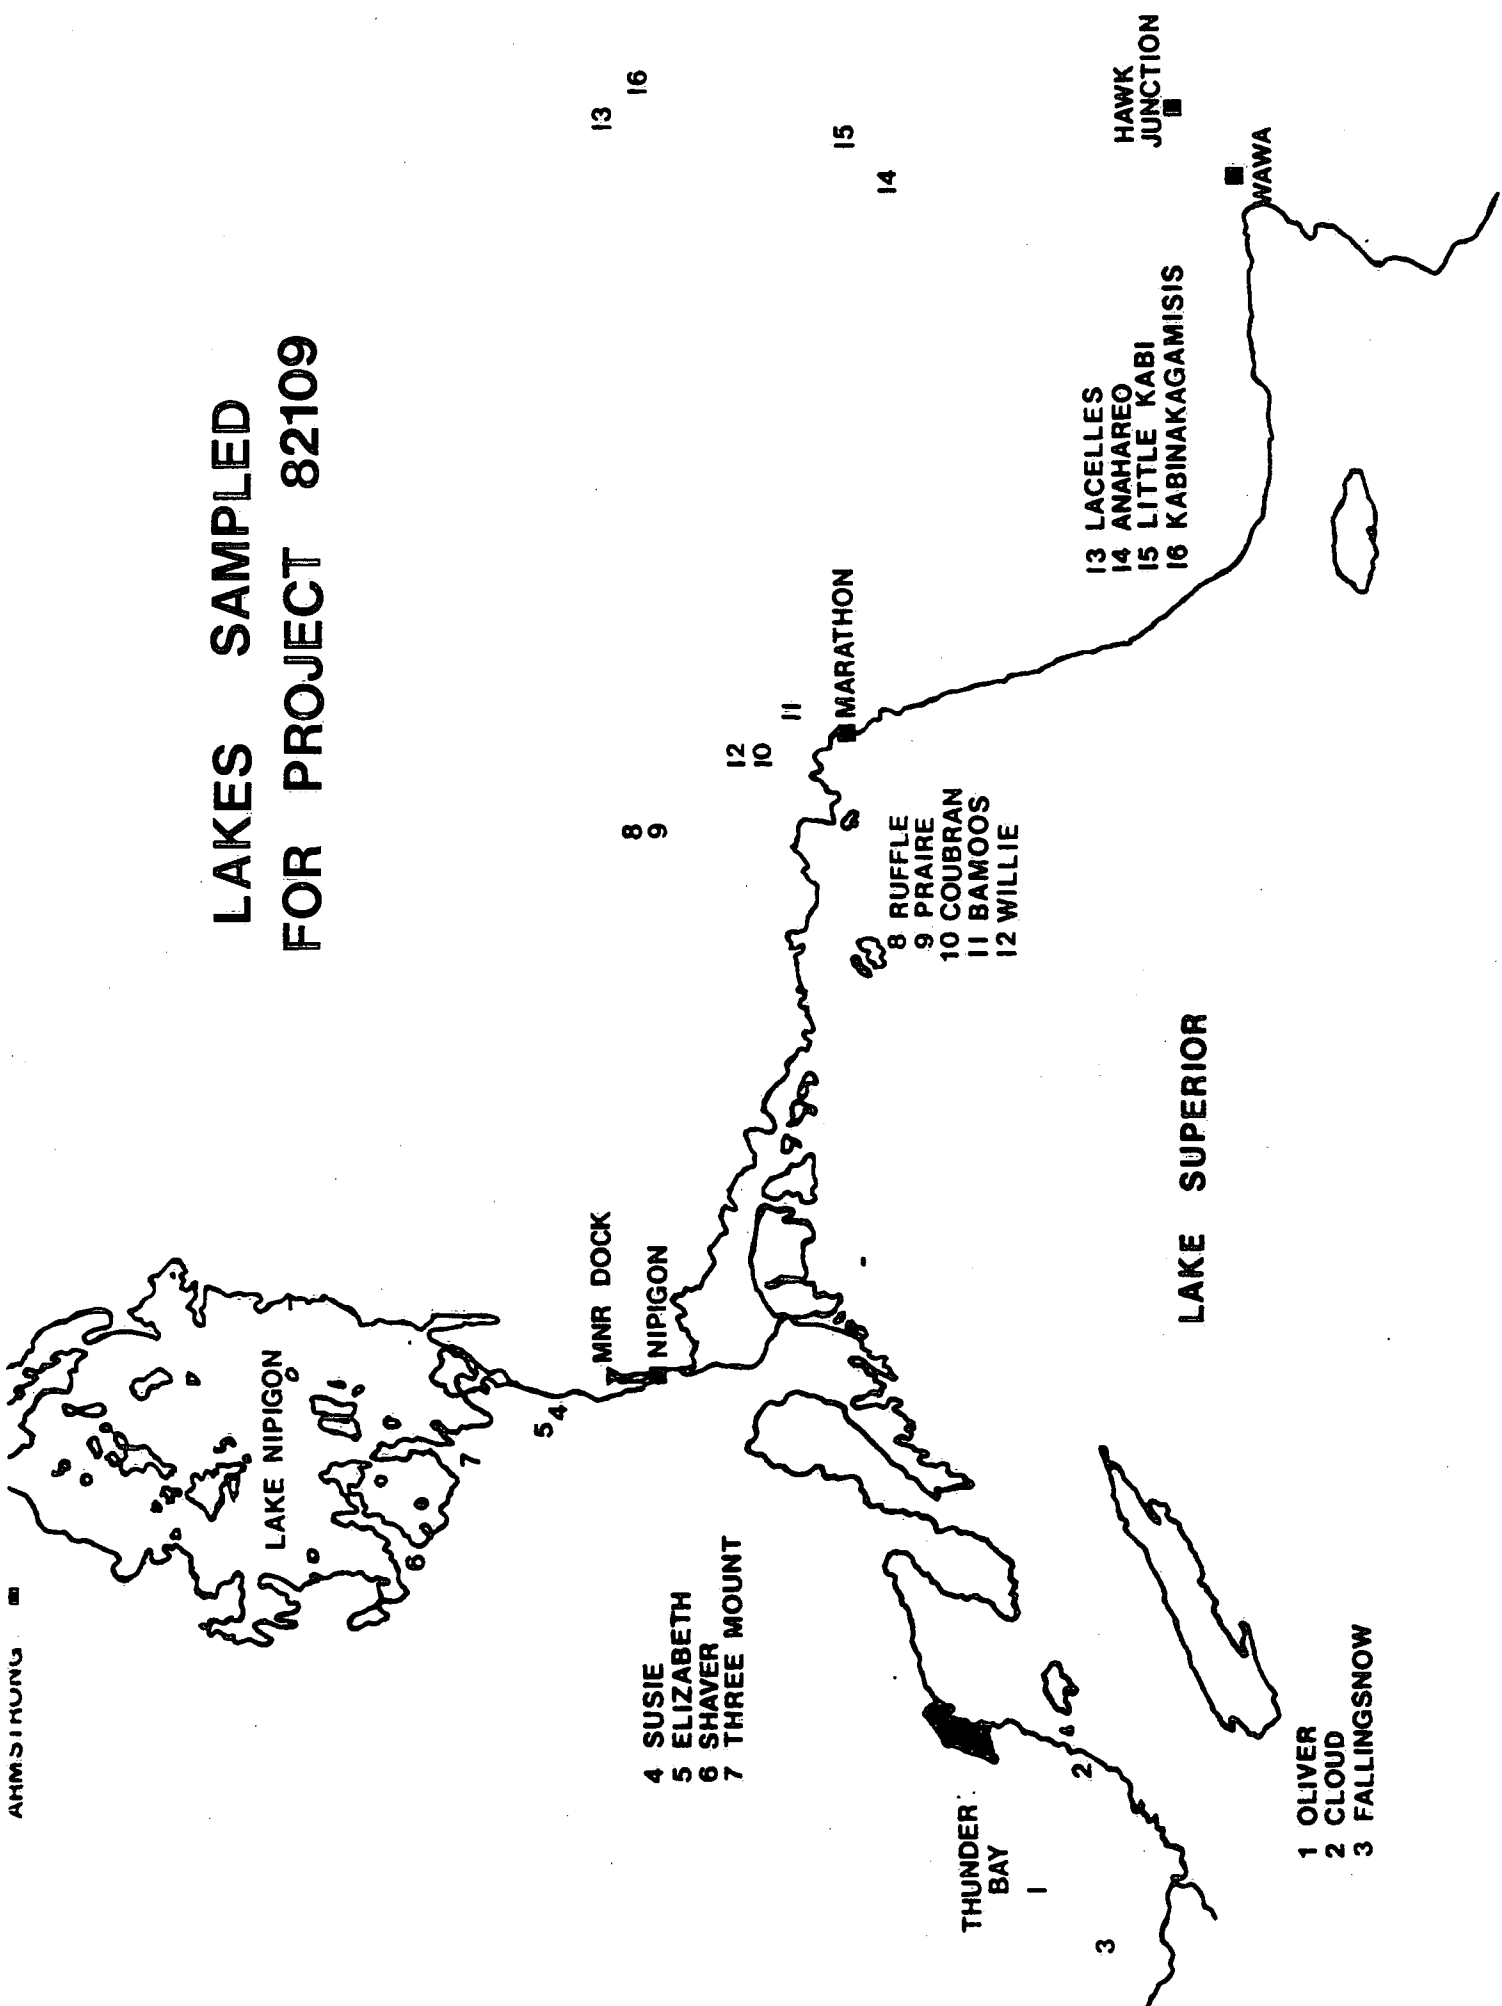 LAKES SAMPLED
FOR PROJECT 82109
ARMSTRONG
LAKE NIPIGON
6
7
5
4
MNR DOCK
NIPIGON
4 SUSIE
5 ELIZABETH
6 SHAVER
7 THREE MOUNT
8
9
12
10
11
MARATHON
8 RUFFLE
9 PRAIRE
10 COUBRAN
11 BAMOOS
12 WILLIE
13
16
15
14
HAWK
JUNCTION
WAWA
13 LACELLES
14 ANAHAREO
15 LITTLE KABI
16 KABINAKAGAMISIS
LAKE SUPERIOR
THUNDER
BAY
1
2
3
1 OLIVER
2 CLOUD
3 FALLINGSNOW